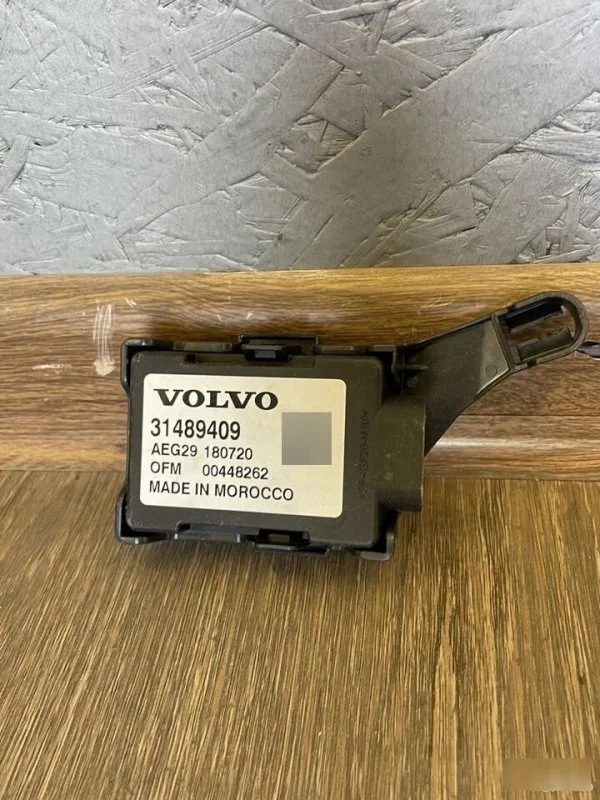 VOLVO
31489409
AEG29 180720
OFM 00448262
MADE IN MOROCCO